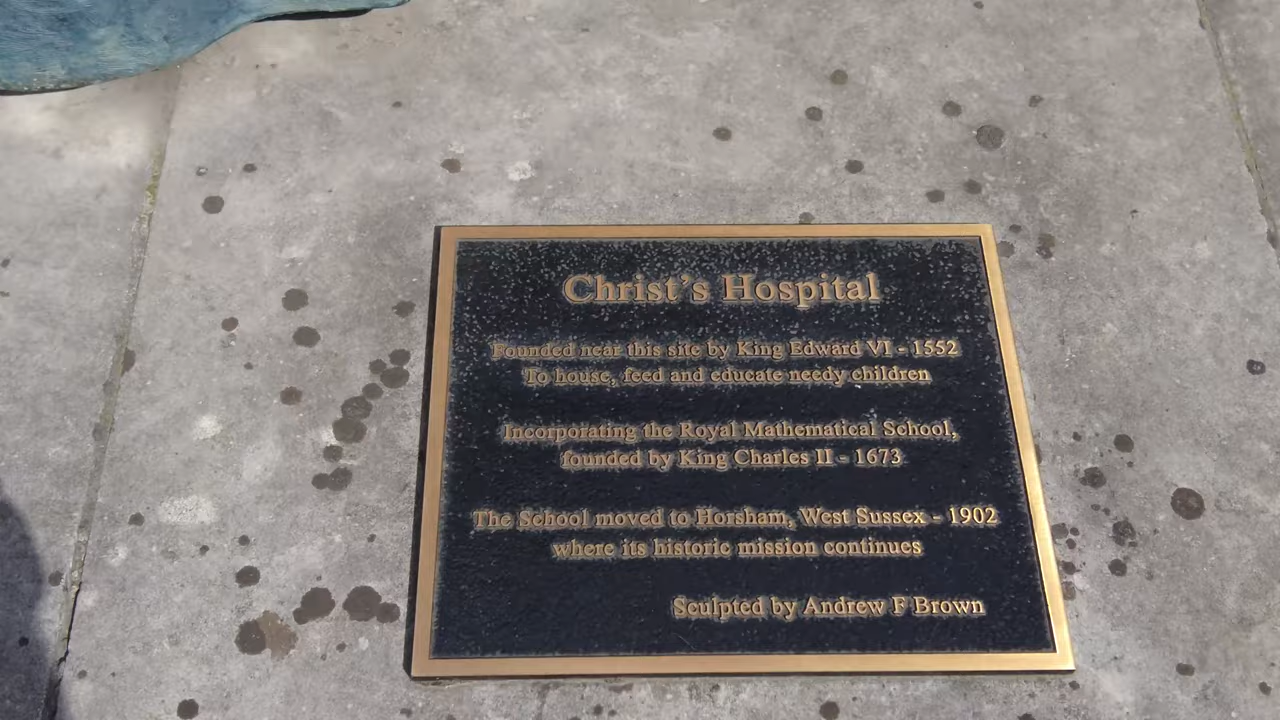 Christ's Hospital
Founded near this site by King Edward VI - 1552
To house, feed and educate needy children
Incorporating the Royal Mathematical School,
founded by King Charles II - 1673
The School moved to Horsham, West Sussex - 1902
where its historic mission continues
Sculpted by Andrew F Brown